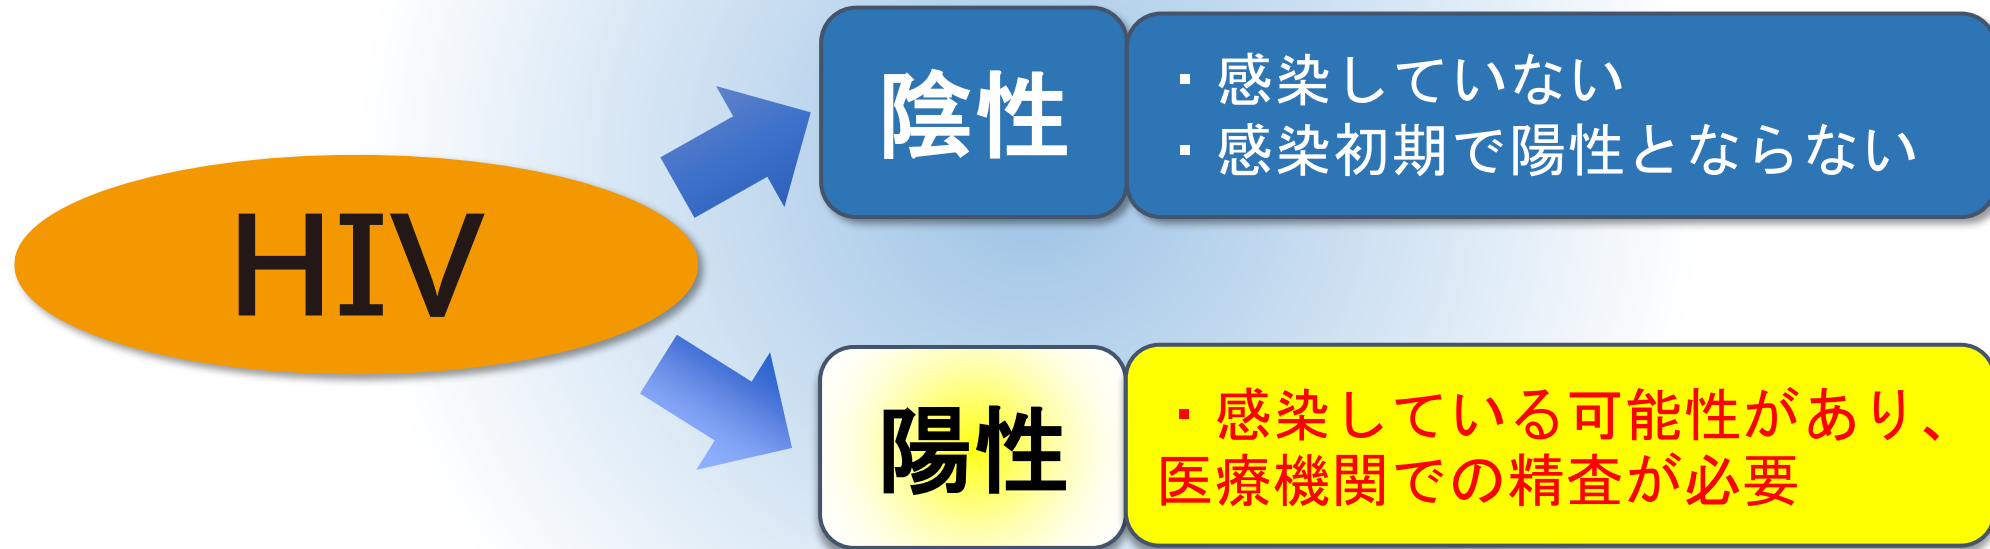 HIV
陰性
・感染していない
・感染初期で陽性とならない
陽性
・感染している可能性があり、
医療機関での精査が必要